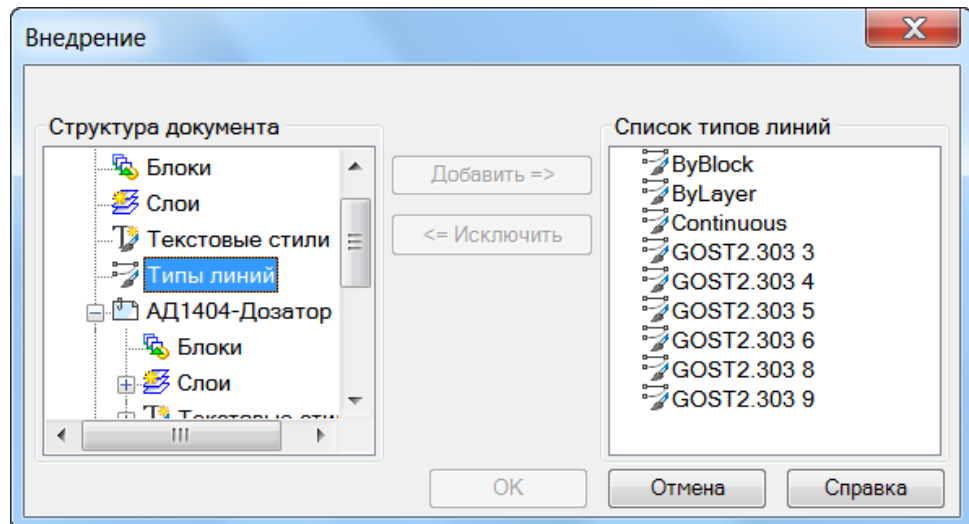 Внедрение
Структура документа
Блоки
Слои
Текстовые стили
Типы линий
АД1404-Дозатор
Блоки
Слои
Добавить =>
<= Исключить
Список типов линий
ByBlock
ByLayer
Continuous
GOST2.303 3
GOST2.303 4
GOST2.303 5
GOST2.303 6
GOST2.303 8
GOST2.303 9
OK
Отмена
Справка